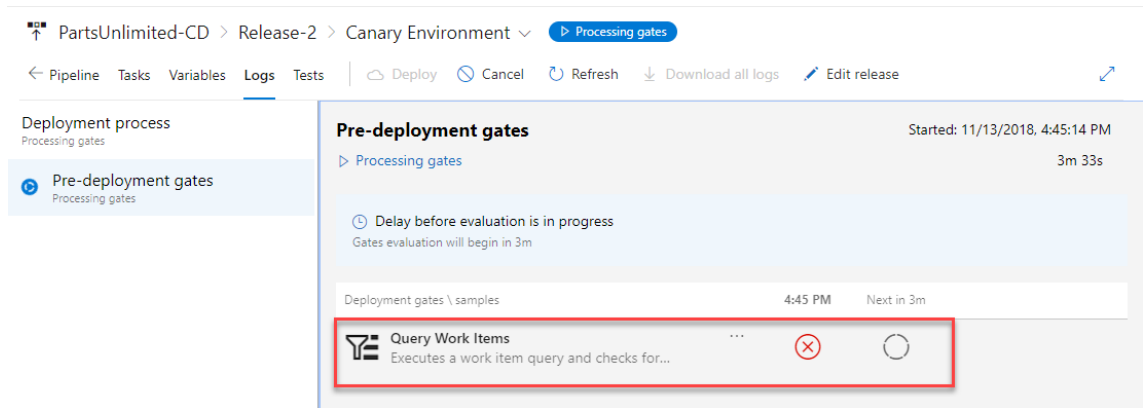 PartsUnlimited-CD > Release-2 > Canary Environment Processing gates
Pipeline Tasks Variables Logs Tests Deploy Cancel Refresh Download all logs Edit release
Deployment process
Processing gates
Pre-deployment gates
Processing gates
Pre-deployment gates Started: 11/13/2018, 4:45:14 PM
Processing gates 3m 33s
Delay before evaluation is in progress
Gates evaluation will begin in 3m
Deployment gates \ samples 4:45 PM Next in 3m
Query Work Items ...
Executes a work item query and checks for...